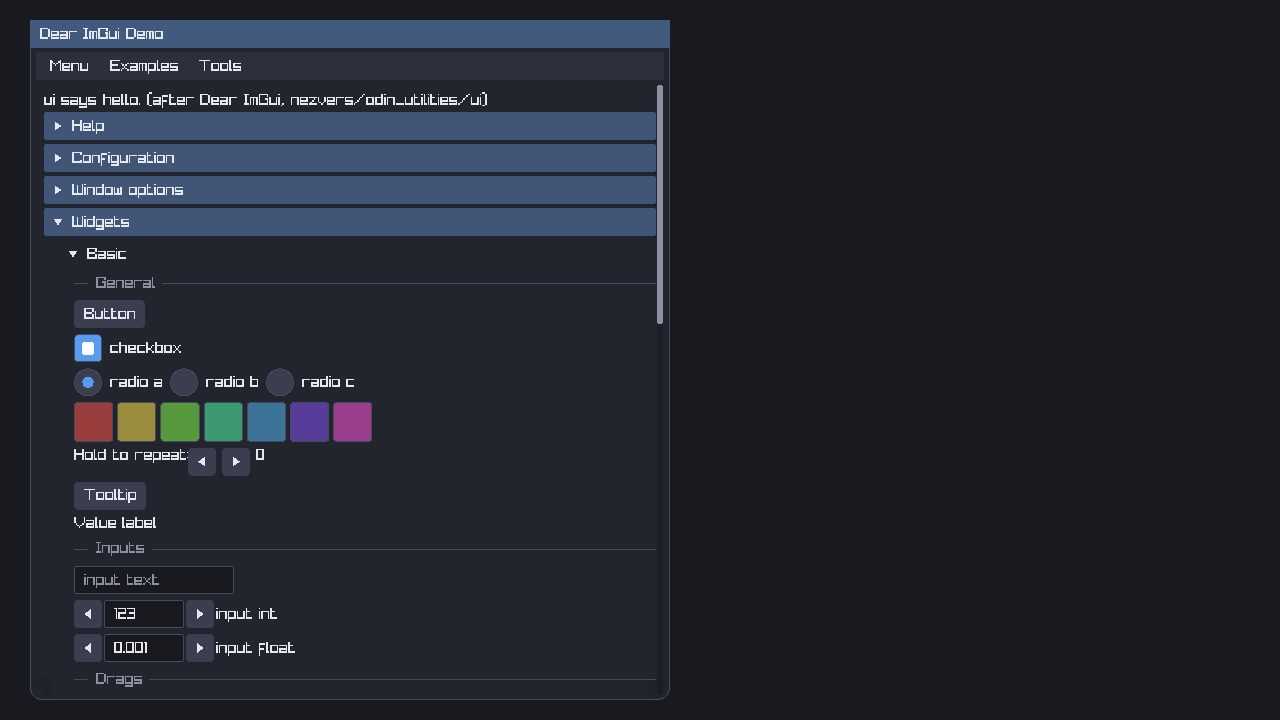 Dear ImGui Demo
Menu Examples Tools
ui says hello. (after Dear ImGui, nezvers/odin_utilities/ui)
Help
Configuration
Window options
Widgets
Basic
General
Button
checkbox
radio a radio b radio c
Hold to repeat: 0
Tooltip
Value label
Inputs
input text
123 input int
0.001 input float
Drags